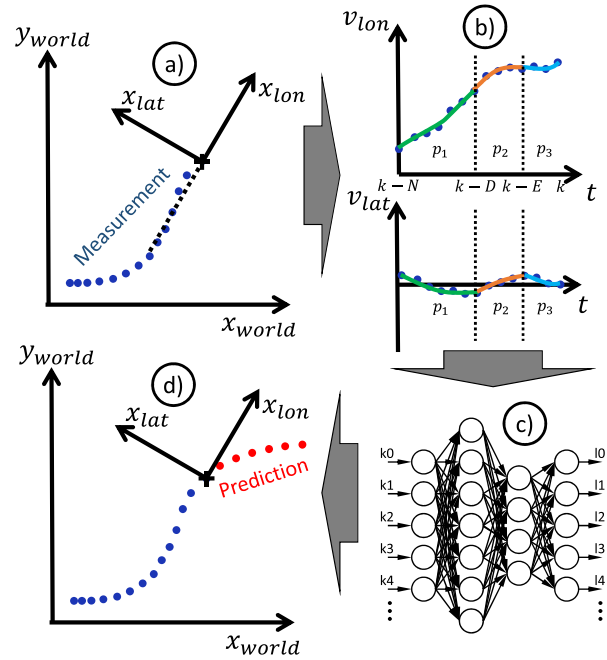 y_world
a)
x_lat
x_lon
Measurement
x_world
v_lon
b)
p_1
p_2
p_3
k − N
k − D
k − E
k
t
v_lat
p_1
p_2
p_3
t
y_world
d)
x_lat
x_lon
Prediction
x_world
c)
k0
k1
k2
k3
k4
⋮
l0
l1
l2
l3
l4
⋮